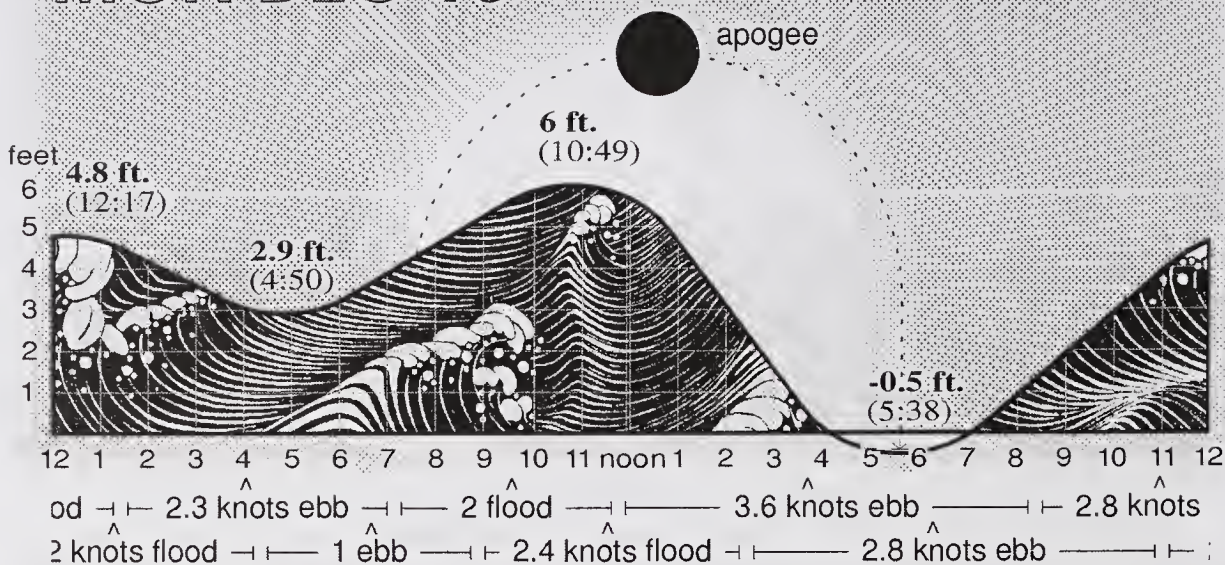 apogee
6 ft.
(10:49)
feet
4.8 ft.
(12:17)
6
5
4
3
2
1
2.9 ft.
(4:50)
-0.5 ft.
(5:38)
12 1 2 3 4 5 6 7 8 9 10 11 noon 1 2 3 4 5 6 7 8 9 10 11 12
od 2.3 knots ebb 2 flood 3.6 knots ebb 2.8 knots
2 knots flood 1 ebb 2.4 knots flood 2.8 knots ebb